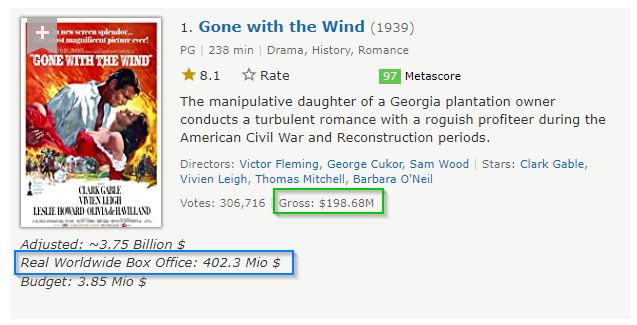 an new screen splendor...
most magnificent picture ever!
"GONE WITH THE WIND"
CLARK GABLE
VIVIEN LEIGH
LESLIE HOWARD OLIVIA de HAVILLAND
1. Gone with the Wind (1939)
PG | 238 min | Drama, History, Romance
8.1 Rate 97 Metascore
The manipulative daughter of a Georgia plantation owner
conducts a turbulent romance with a roguish profiteer during the
American Civil War and Reconstruction periods.
Directors: Victor Fleming, George Cukor, Sam Wood | Stars: Clark Gable,
Vivien Leigh, Thomas Mitchell, Barbara O'Neil
Votes: 306,716 | Gross: $198.68M
Adjusted: ~3.75 Billion $
Real Worldwide Box Office: 402.3 Mio $
Budget: 3.85 Mio $